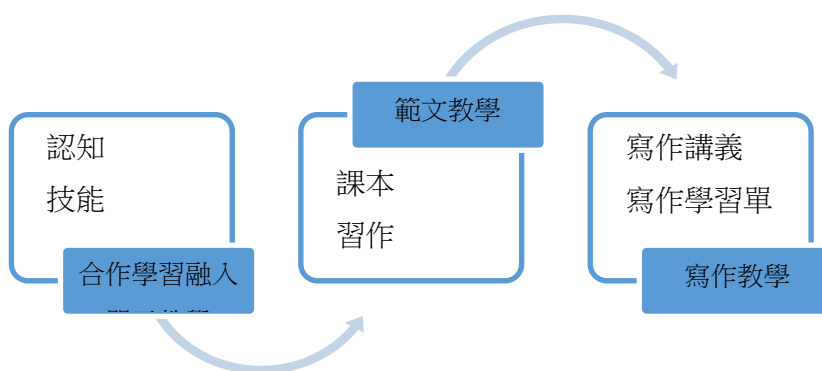 認知
技能
合作學習融入
範文教學
課本
習作
寫作講義
寫作學習單
寫作教學